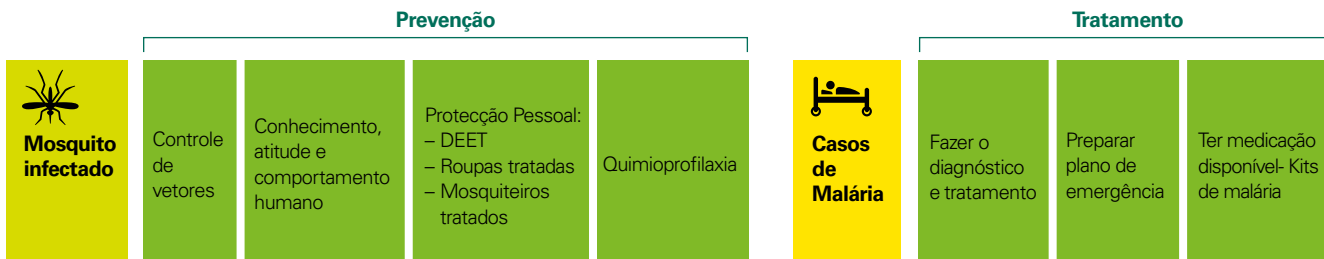 Prevenção
Tratamento
Mosquito
infectado
Controle
de
vetores
Conhecimento,
atitude e
comportamento
humano
Protecção Pessoal:
– DEET
– Roupas tratadas
– Mosquiteiros
tratados
Quimioprofilaxia
Casos
de
Malária
Fazer o
diagnóstico
e tratamento
Preparar
plano de
emergência
Ter medicação
disponível- Kits
de malária